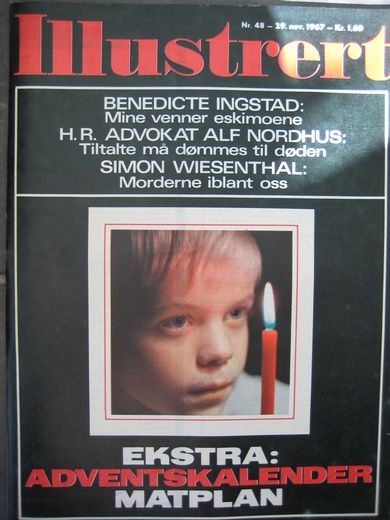 Nr. 48 – 29. nov. 1967 – Kr. 1,60
Illustrert
BENEDICTE INGSTAD:
Mine venner eskimoene
H.R. ADVOKAT ALF NORDHUS:
Tiltalte må dømmes til døden
SIMON WIESENTHAL:
Morderne iblant oss
EKSTRA:
ADVENTSKALENDER
MATPLAN